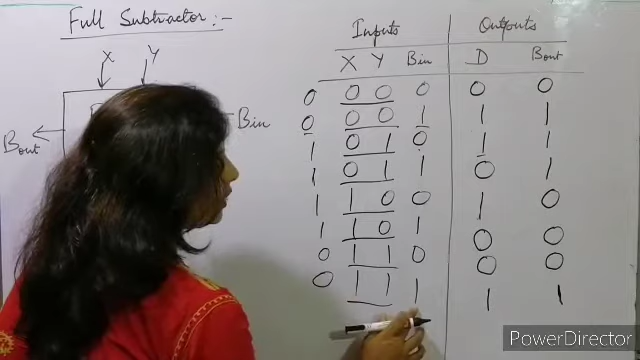 Full Subtractor :-
Inputs Outputs
X Y Bin D Bout
X Y
Bin
Bout
0 0 0 0 0 0
0 0 0 1 1 1
1 0 1 0 1 1
1 0 1 1 0 1
1 1 0 0 1 0
1 1 0 1 0 0
0 1 1 0 0 0
0 1 1 1 1 1
PowerDirector